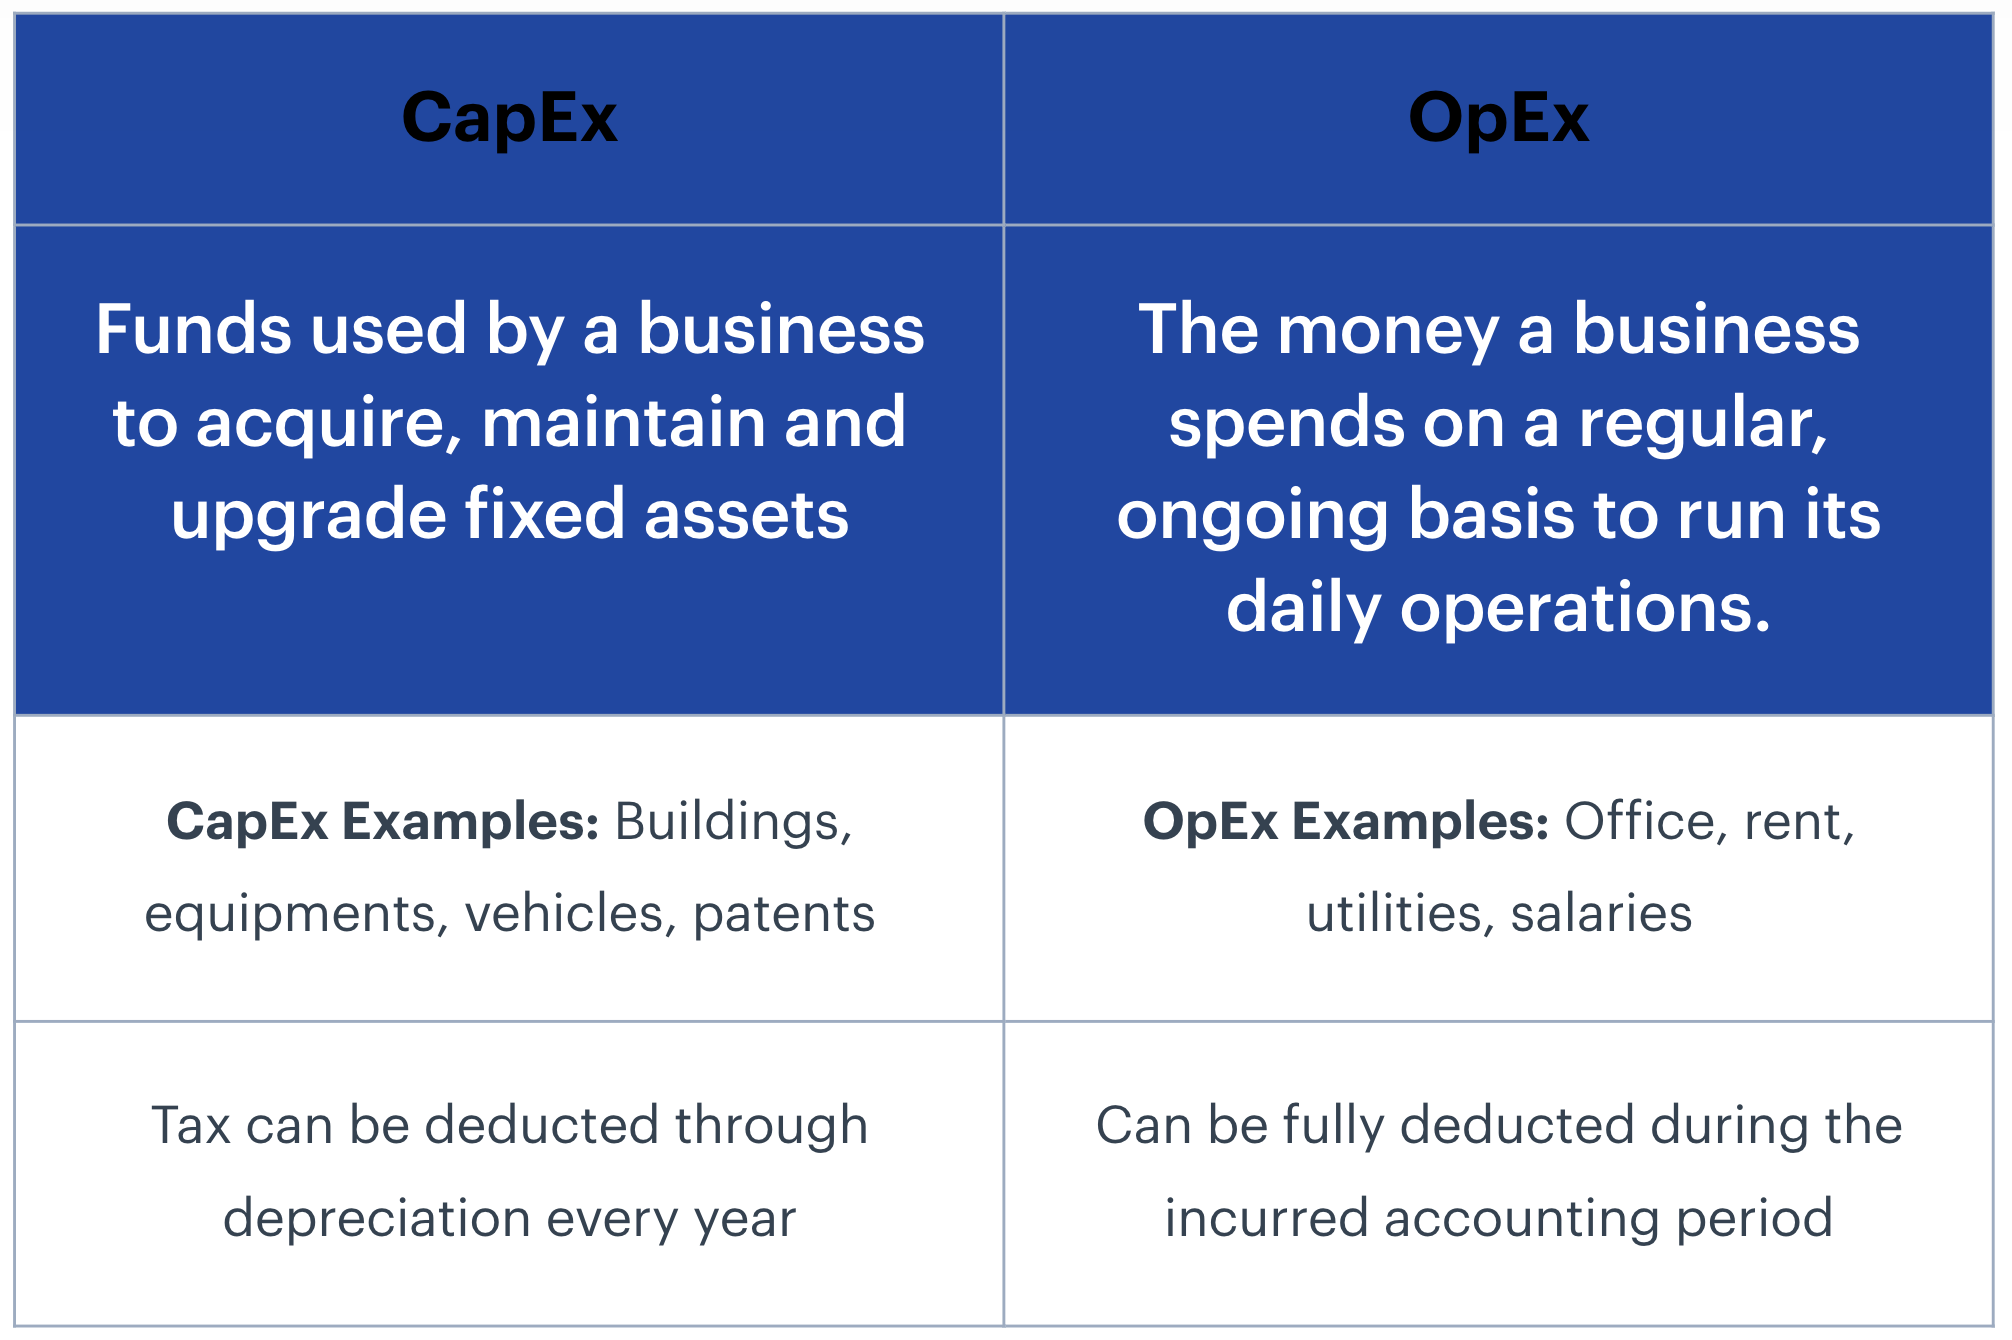 CapEx
OpEx
Funds used by a business
to acquire, maintain and
upgrade fixed assets
The money a business
spends on a regular,
ongoing basis to run its
daily operations.
CapEx Examples: Buildings,
equipments, vehicles, patents
OpEx Examples: Office, rent,
utilities, salaries
Tax can be deducted through
depreciation every year
Can be fully deducted during the
incurred accounting period